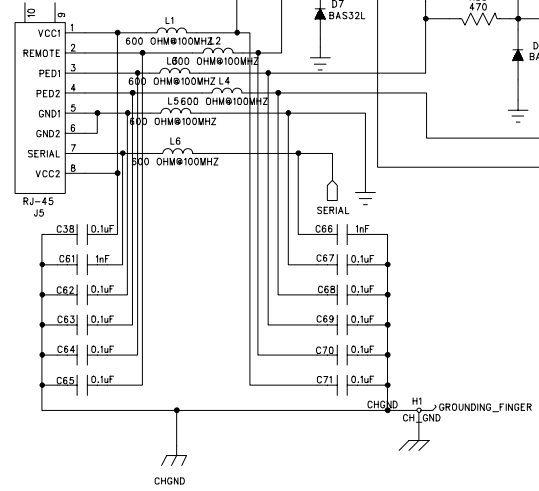 10
9
D7
BAS32L
470
L1
VCC1 1
600 OHM@100MHZ
L2
REMOTE 2
L3
600 OHM@100MHZ
PED1 3
600 OHM@100MHZ
L4
PED2 4
600 OHM@100MHZ
L5
GND1 5
600 OHM@100MHZ
GND2 6
L6
SERIAL 7
600 OHM@100MHZ
VCC2 8
RJ-45
J5
SERIAL
C38 0.1uF
C66 1nF
C61 1nF
C67 0.1uF
C62 0.1uF
C68 0.1uF
C63 0.1uF
C69 0.1uF
C64 0.1uF
C70 0.1uF
C65 0.1uF
C71 0.1uF
CHGND
H1
GROUNDING_FINGER
CH_GND
CHGND